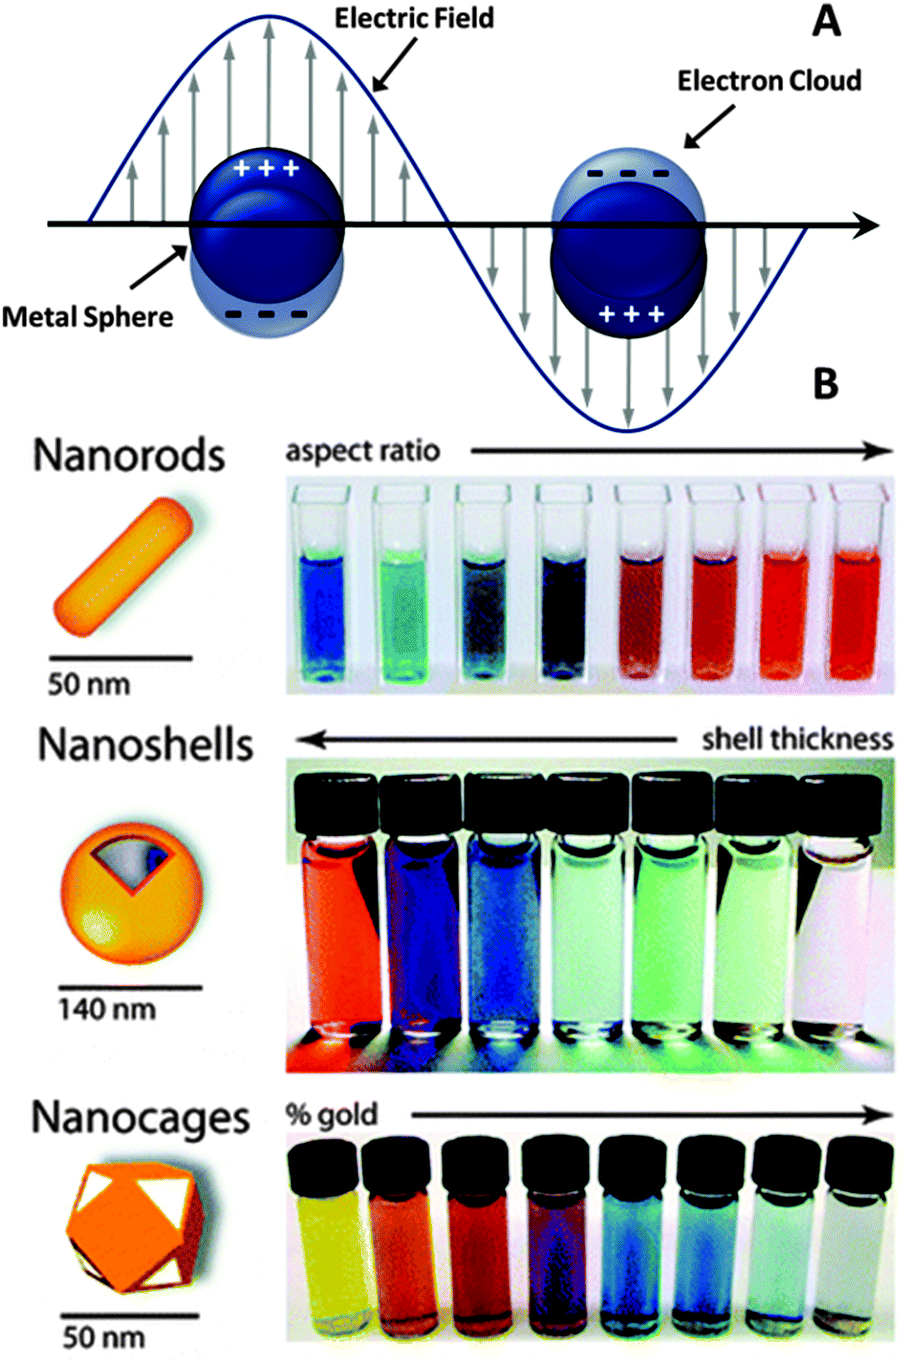 Electric Field
A
Electron Cloud
+ + +
- - -
Metal Sphere
- - -
+ + +
B
Nanorods
aspect ratio
50 nm
Nanoshells
shell thickness
140 nm
Nanocages
% gold
50 nm